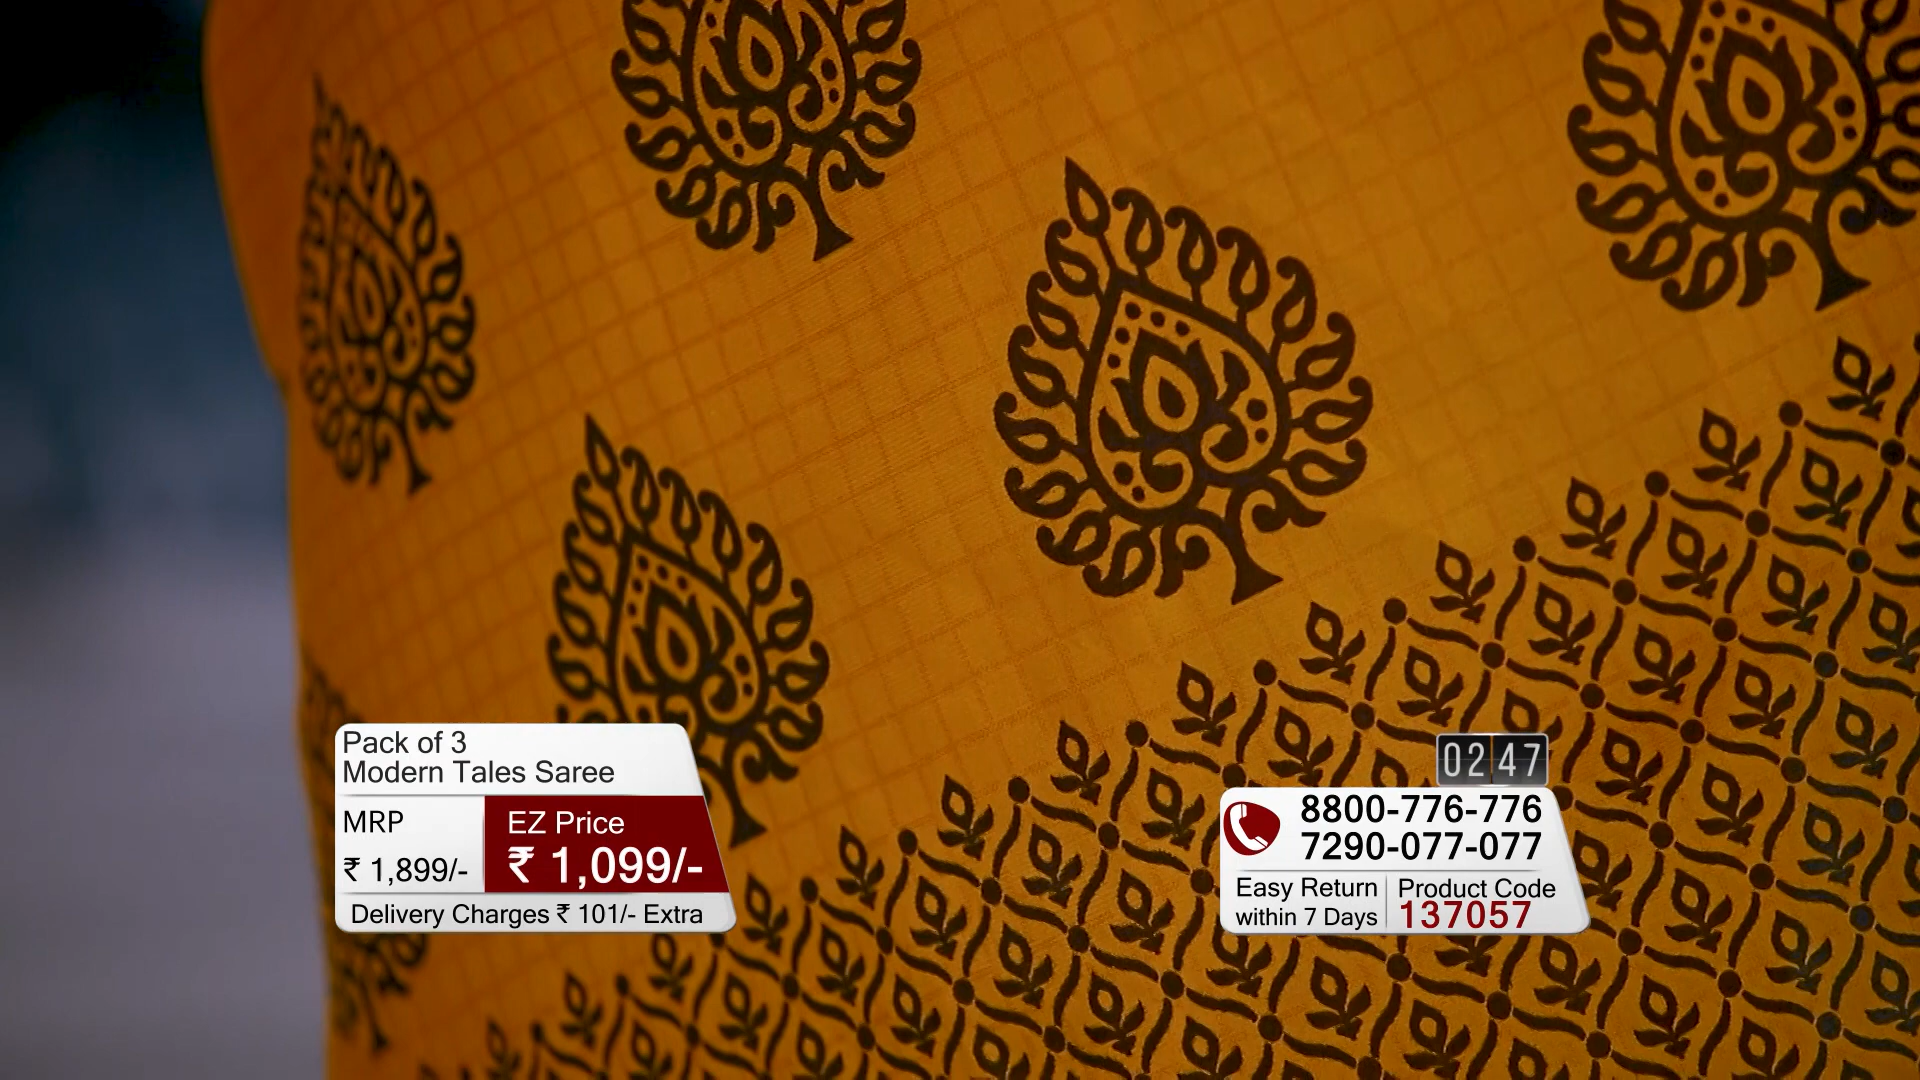 Pack of 3
Modern Tales Saree
MRP
₹ 1,899/-
EZ Price
₹ 1,099/-
Delivery Charges ₹ 101/- Extra
02 47
8800-776-776
7290-077-077
Easy Return
within 7 Days
Product Code
137057